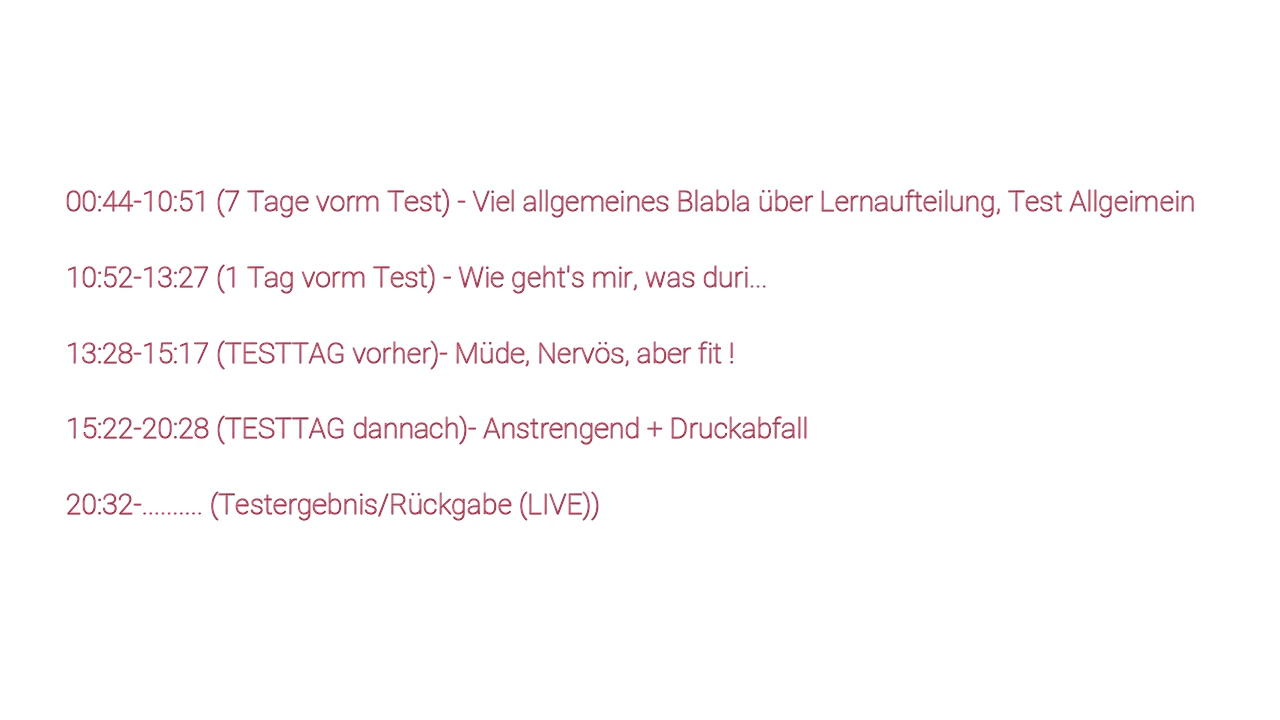 00:44-10:51 (7 Tage vorm Test) - Viel allgemeines Blabla über Lernaufteilung, Test Allgeimein
10:52-13:27 (1 Tag vorm Test) - Wie geht's mir, was duri...
13:28-15:17 (TESTTAG vorher)- Müde, Nervös, aber fit !
15:22-20:28 (TESTTAG dannach)- Anstrengend + Druckabfall
20:32-.......... (Testergebnis/Rückgabe (LIVE))